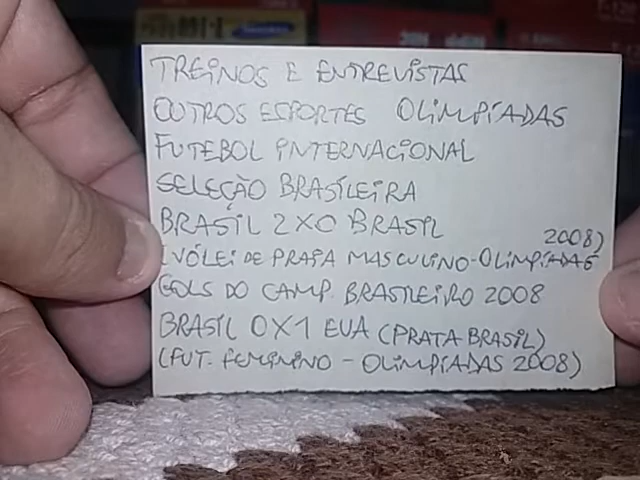 TREINOS E ENTREVISTAS
OUTROS ESPORTES OLIMPÍADAS
FUTEBOL INTERNACIONAL
SELEÇÃO BRASILEIRA
BRASIL 2X0 BRASIL
(VÓLEI DE PRAIA MASCULINO-OLIMPÍADAS 2008)
GOLS DO CAMP. BRASILEIRO 2008
BRASIL 0X1 EUA (PRATA BRASIL)
(FUT. FEMININO - OLIMPÍADAS 2008)